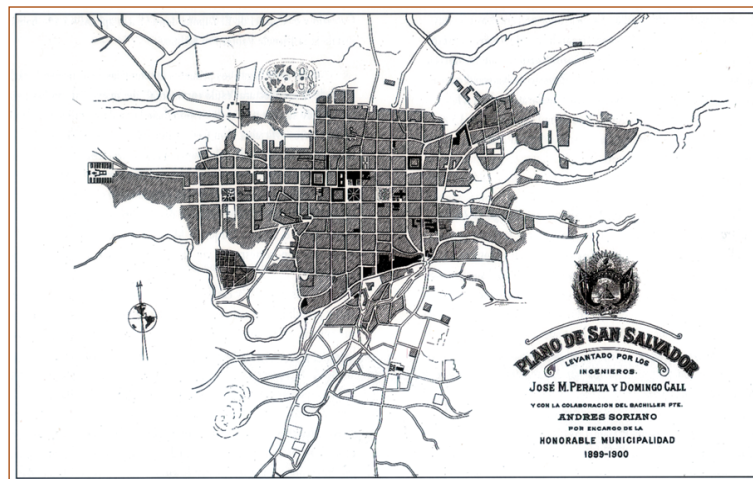 PLANO DE SAN SALVADOR
LEVANTADO POR LOS
INGENIEROS.
JOSÉ M. PERALTA Y DOMINGO CALL
Y CON LA COLABORACION DEL BACHILLER PTE.
ANDRES SORIANO
POR ENCARGO DE LA
HONORABLE MUNICIPALIDAD
1899-1900